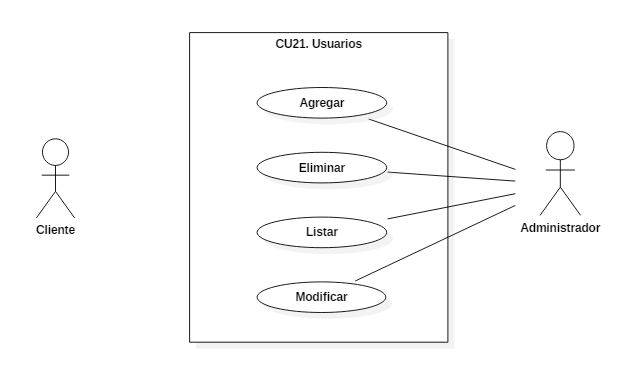 CU21. Usuarios
Agregar
Eliminar
Listar
Modificar
Cliente
Administrador